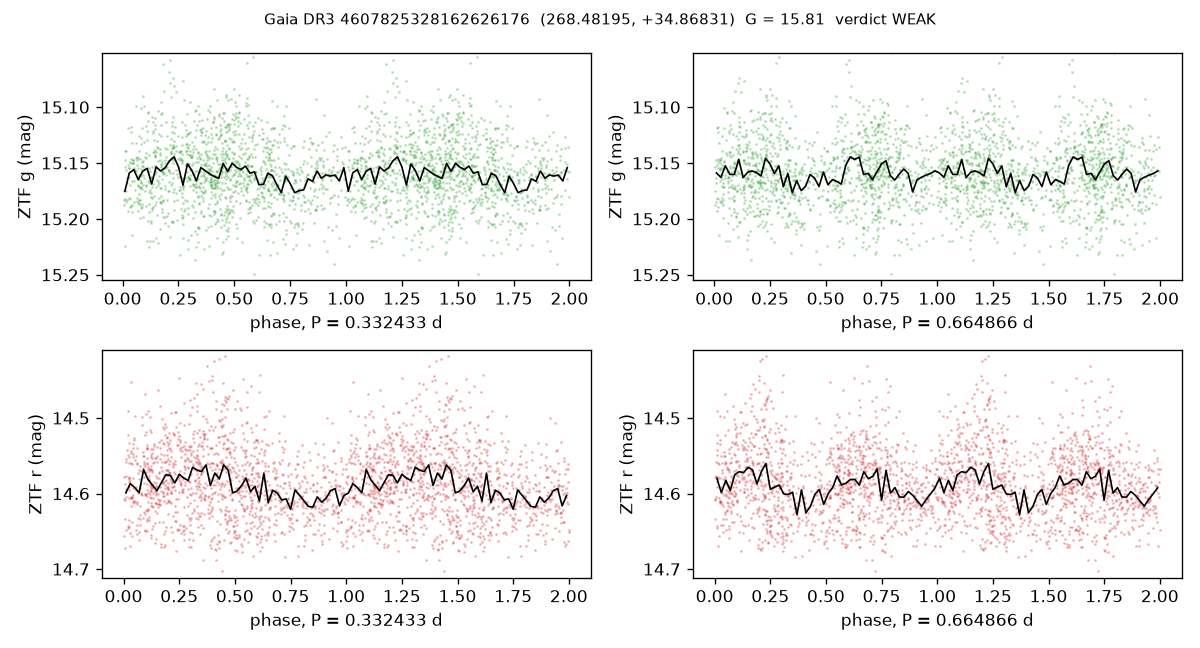 Gaia DR3 4607825328162626176 (268.48195, +34.86831) G = 15.81 verdict WEAK
ZTF g (mag)
15.10
15.15
15.20
15.25
0.00 0.25 0.50 0.75 1.00 1.25 1.50 1.75 2.00
phase, P = 0.332433 d
ZTF g (mag)
15.10
15.15
15.20
15.25
0.00 0.25 0.50 0.75 1.00 1.25 1.50 1.75 2.00
phase, P = 0.664866 d
ZTF r (mag)
14.5
14.6
14.7
0.00 0.25 0.50 0.75 1.00 1.25 1.50 1.75 2.00
phase, P = 0.332433 d
ZTF r (mag)
14.5
14.6
14.7
0.00 0.25 0.50 0.75 1.00 1.25 1.50 1.75 2.00
phase, P = 0.664866 d